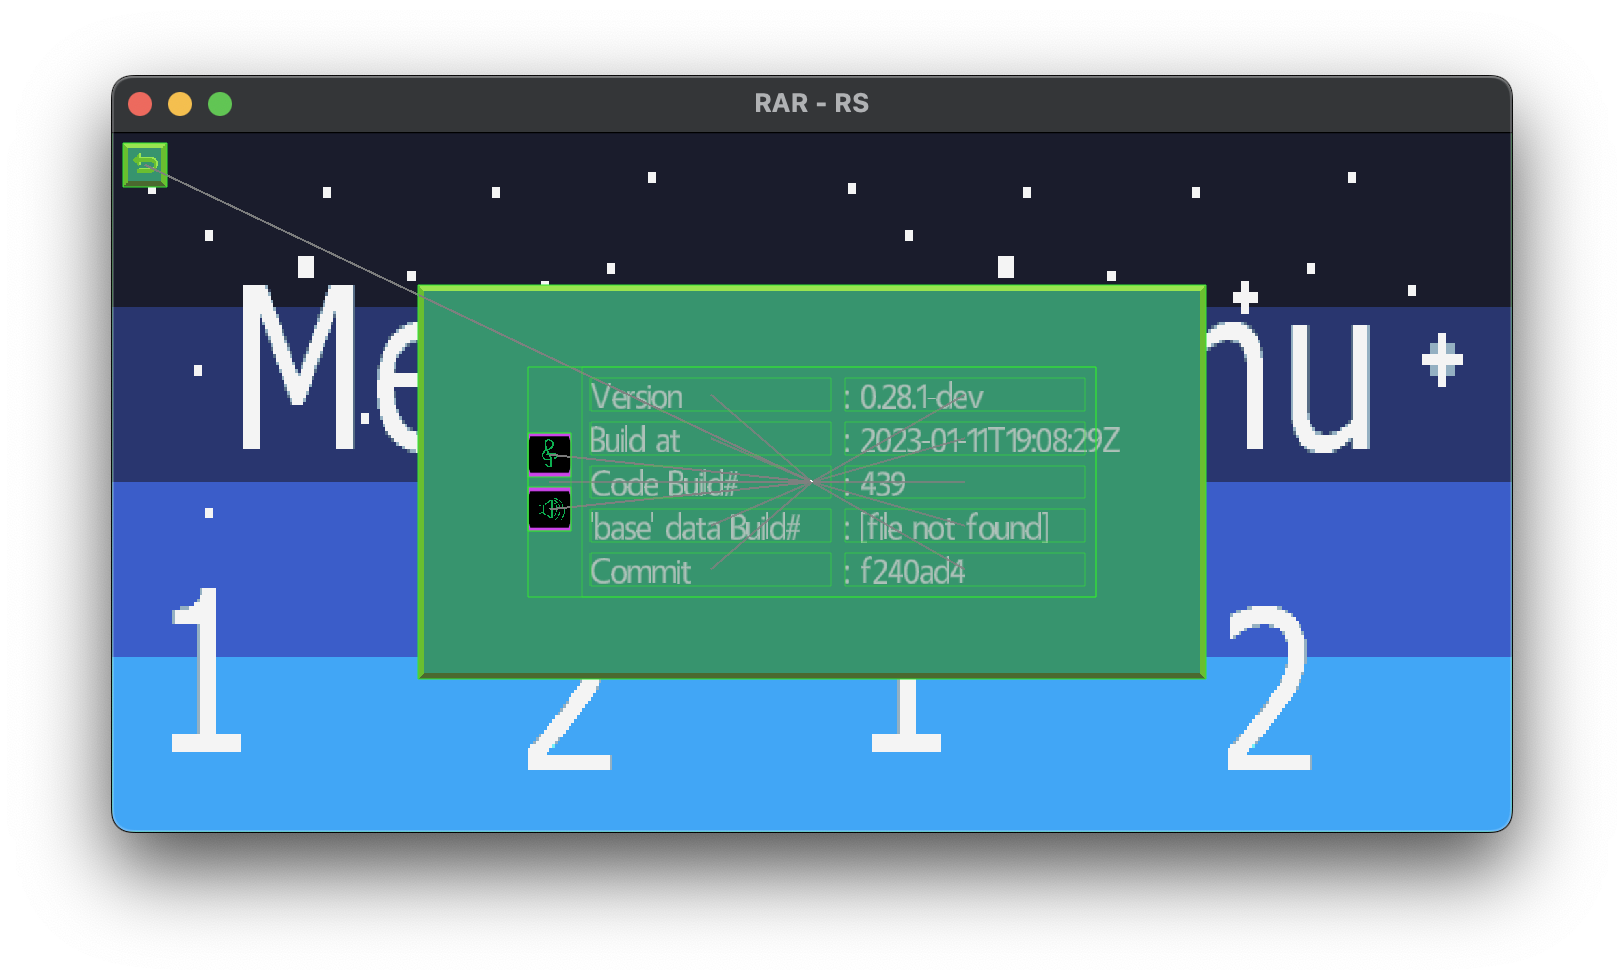 RAR - RS
Me nu
Version : 0.28.1-dev
Build at : 2023-01-11T19:08:29Z
Code Build# : 439
'base' data Build# : [file not found]
Commit : f240ad4
1 2 1 2